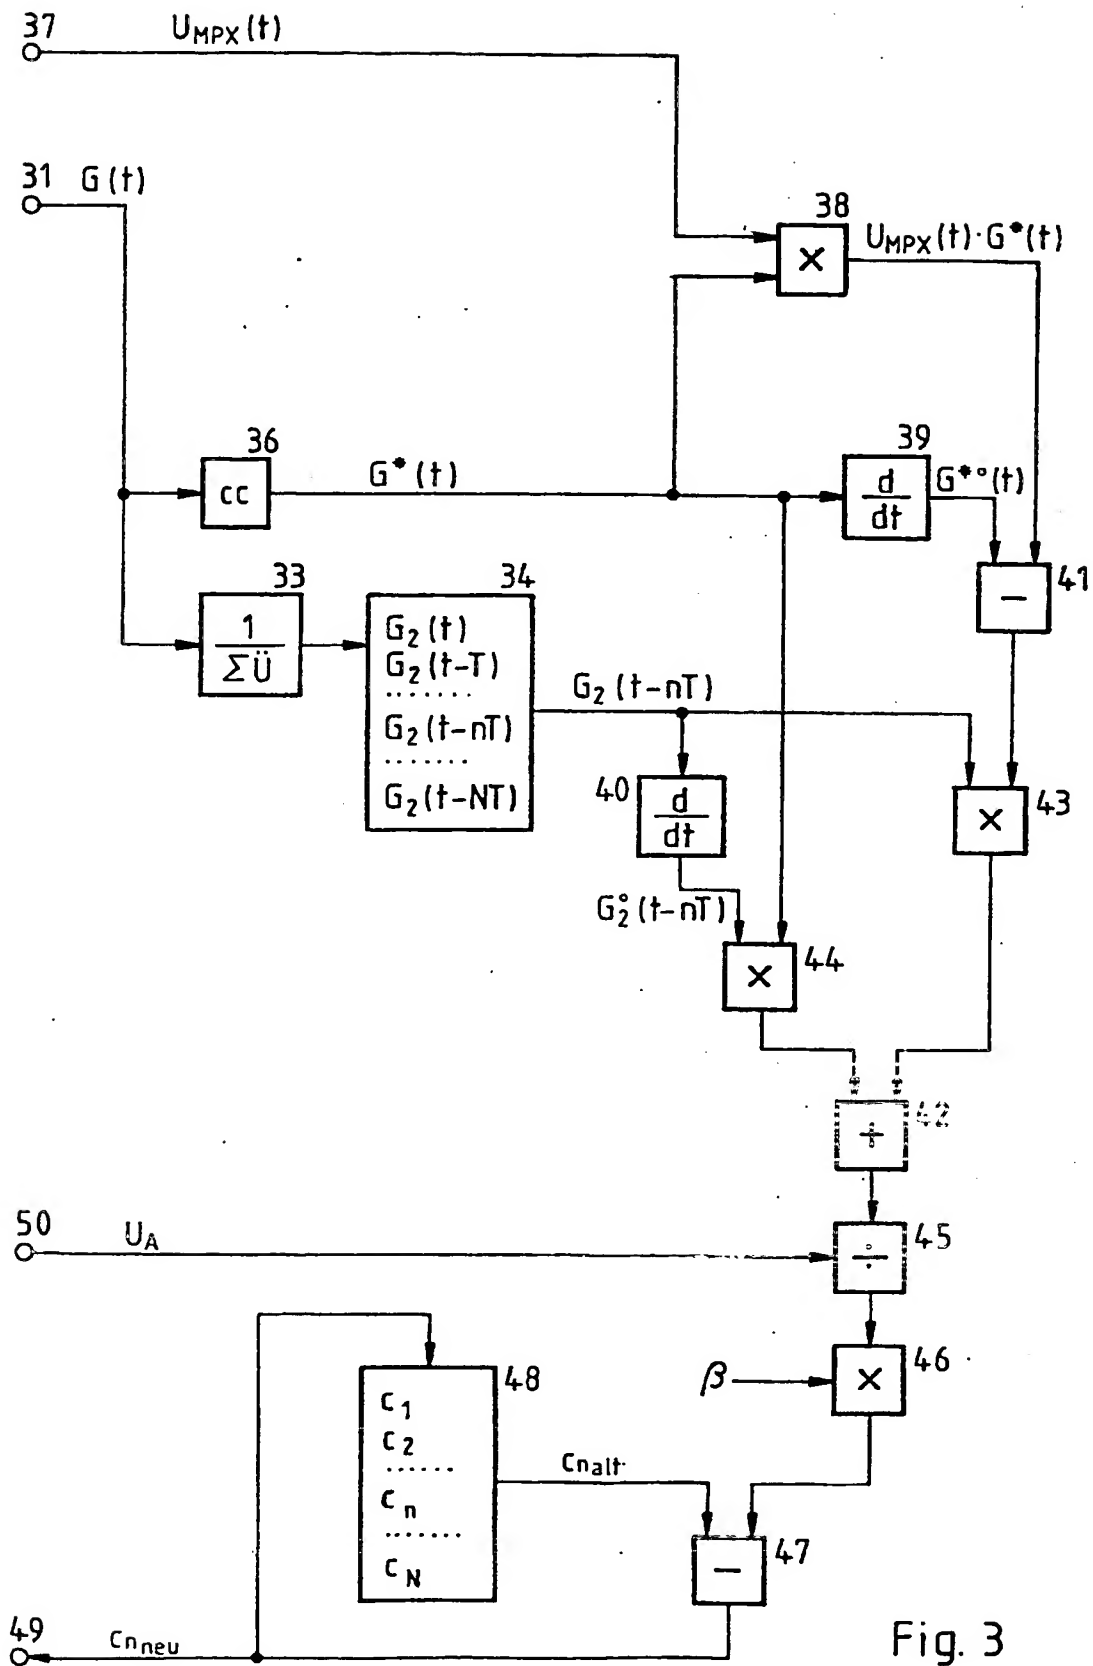 37 U_MPX(t)
31 G(t)
38
× U_MPX(t)·G*(t)
36
cc G*(t)
39
d/dt G*°(t)
33
1/ΣÜ
34
G₂(t)
G₂(t-T)
.......
G₂(t-nT)
.......
G₂(t-NT)
G₂(t-nT)
41
−
40
d/dt
43
×
G₂°(t-nT)
44
×
42
+
50 U_A
45
÷
β
46
×
48
c₁
c₂
......
cₙ
.......
c_N
Cnalt
47
−
49 Cnneu
Fig. 3